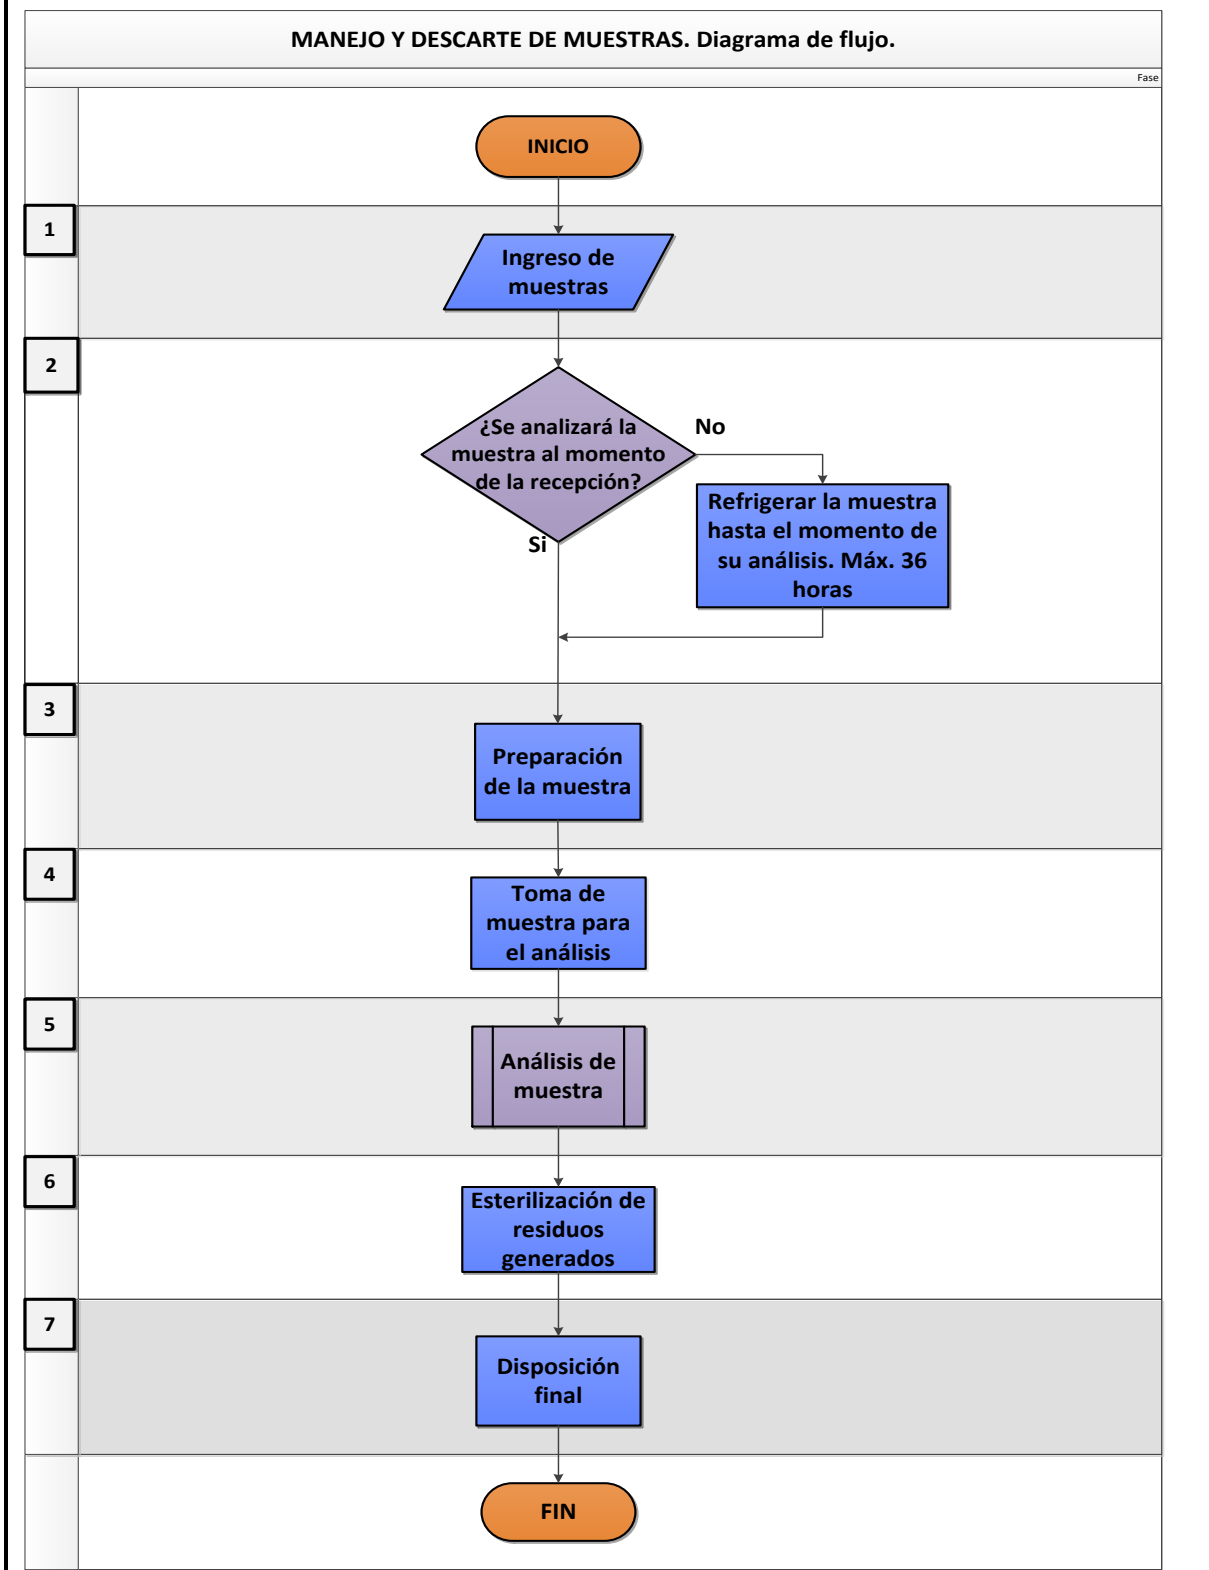 MANEJO Y DESCARTE DE MUESTRAS. Diagrama de flujo.
Fase
INICIO
1
Ingreso de
muestras
2
¿Se analizará la
muestra al momento
de la recepción?
No
Refrigerar la muestra
hasta el momento de
su análisis. Máx. 36
horas
Si
3
Preparación
de la muestra
4
Toma de
muestra para
el análisis
5
Análisis de
muestra
6
Esterilización de
residuos
generados
7
Disposición
final
FIN